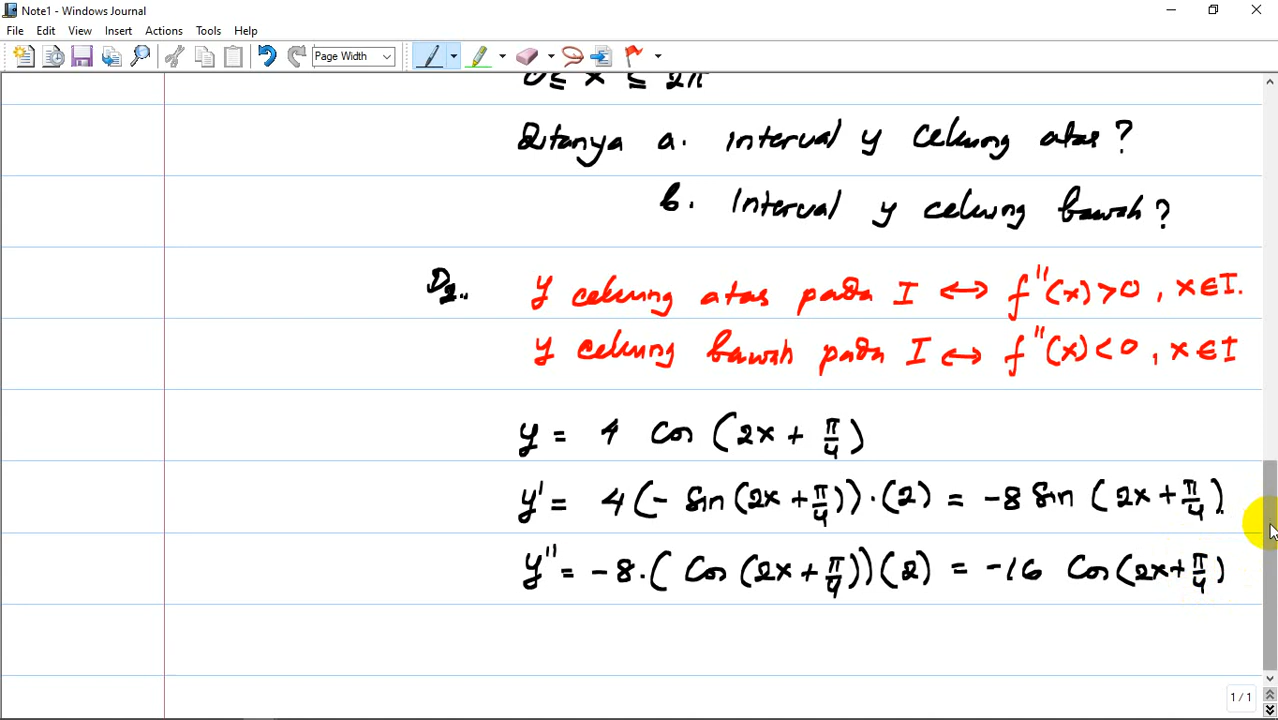 Note1 - Windows Journal
File Edit View Insert Actions Tools Help
Page Width
0 ≤ x ≤ 2π
Ditanya a. Interval y cekung atas?
b. Interval y cekung bawah?
Dz..
y cekung atas pada I ↔ f''(x) > 0, x ∈ I.
y cekung bawah pada I ↔ f''(x) < 0, x ∈ I
y = 4 cos (2x + π/4)
y' = 4(- sin(2x + π/4)) · (2) = -8 sin (2x + π/4).
y'' = -8 · (cos(2x + π/4))(2) = -16 cos(2x + π/4)
1 / 1